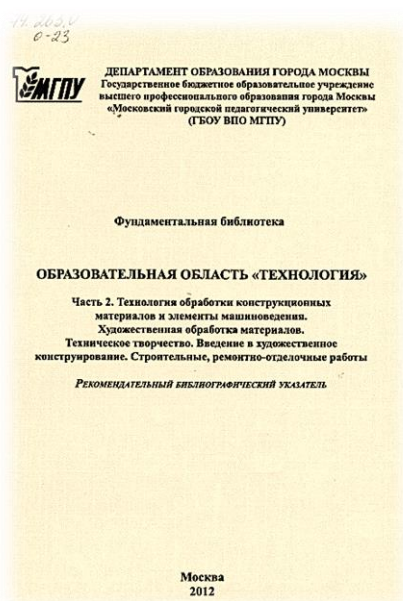 О-23
МГПУ
ДЕПАРТАМЕНТ ОБРАЗОВАНИЯ ГОРОДА МОСКВЫ
Государственное бюджетное образовательное учреждение
высшего профессионального образования города Москвы
«Московский городской педагогический университет»
(ГБОУ ВПО МГПУ)
Фундаментальная библиотека
ОБРАЗОВАТЕЛЬНАЯ ОБЛАСТЬ «ТЕХНОЛОГИЯ»
Часть 2. Технология обработки конструкционных
материалов и элементы машиноведения.
Художественная обработка материалов.
Техническое творчество. Введение в художественное
конструирование. Строительные, ремонтно-отделочные работы
РЕКОМЕНДАТЕЛЬНЫЙ БИБЛИОГРАФИЧЕСКИЙ УКАЗАТЕЛЬ
Москва
2012